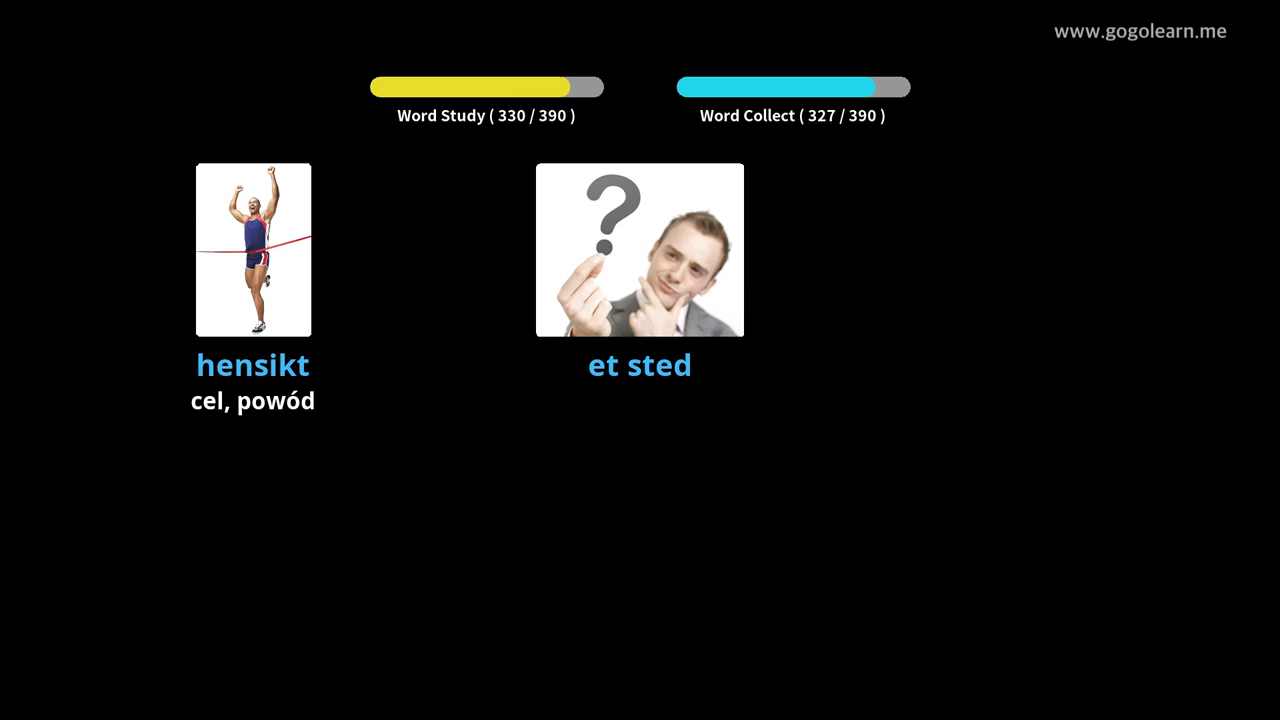 www.gogolearn.me
Word Study ( 330 / 390 )
Word Collect ( 327 / 390 )
?
hensikt
cel, powód
et sted